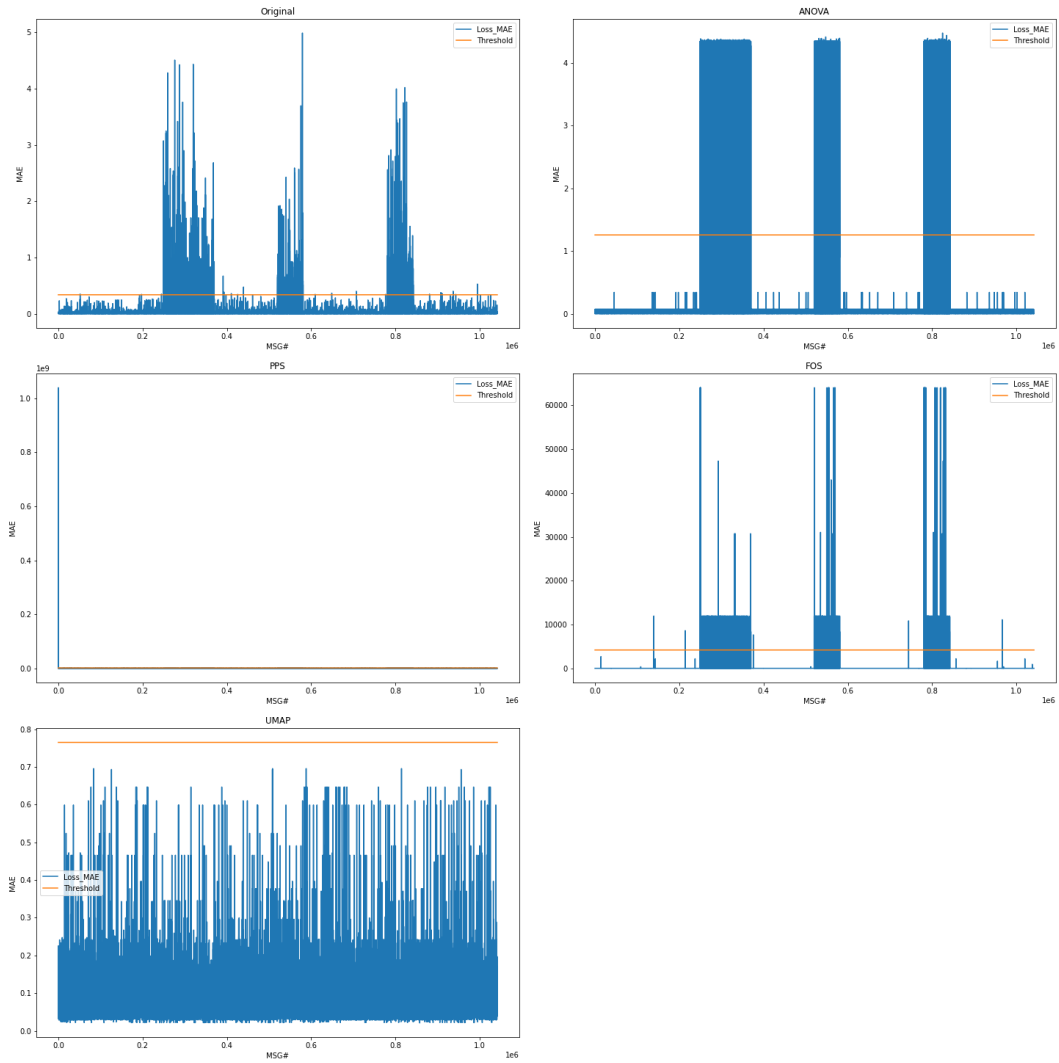 Original
Loss_MAE
Threshold
MAE
5
4
3
2
1
0
0.0 0.2 0.4 0.6 0.8 1.0
1e6
MSG#
ANOVA
Loss_MAE
Threshold
MAE
4
3
2
1
0
0.0 0.2 0.4 0.6 0.8 1.0
1e6
MSG#
PPS
1e9
Loss_MAE
Threshold
MAE
1.0
0.8
0.6
0.4
0.2
0.0
0.0 0.2 0.4 0.6 0.8 1.0
1e6
MSG#
FOS
Loss_MAE
Threshold
MAE
60000
50000
40000
30000
20000
10000
0
0.0 0.2 0.4 0.6 0.8 1.0
1e6
MSG#
UMAP
Loss_MAE
Threshold
MAE
0.8
0.7
0.6
0.5
0.4
0.3
0.2
0.1
0.0
0.0 0.2 0.4 0.6 0.8 1.0
1e6
MSG#